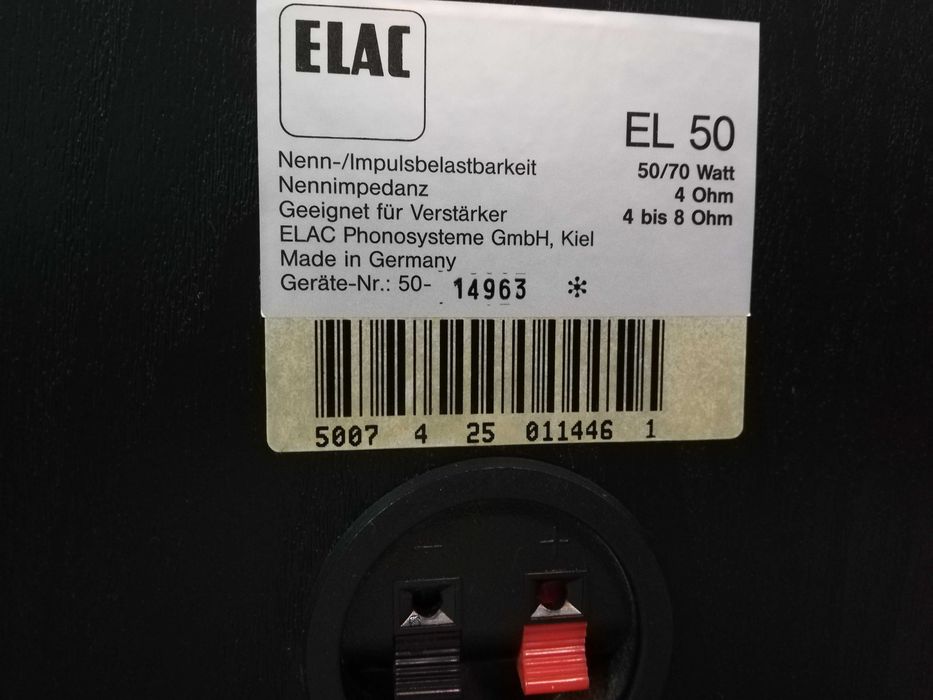 ELAC
EL 50
Nenn-/Impulsbelastbarkeit 50/70 Watt
Nennimpedanz 4 Ohm
Geeignet für Verstärker 4 bis 8 Ohm
ELAC Phonosysteme GmbH, Kiel
Made in Germany
Geräte-Nr.: 50- 14963 *
5007 4 25 011446 1
- +